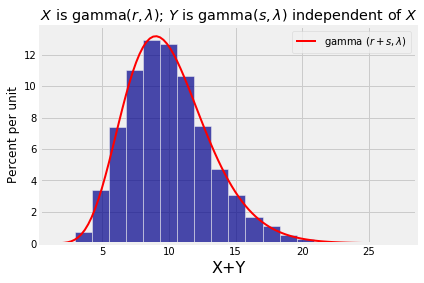 X is gamma(r, λ); Y is gamma(s, λ) independent of X
gamma (r + s, λ)
Percent per unit
12
10
8
6
4
2
0
5 10 15 20 25
X+Y